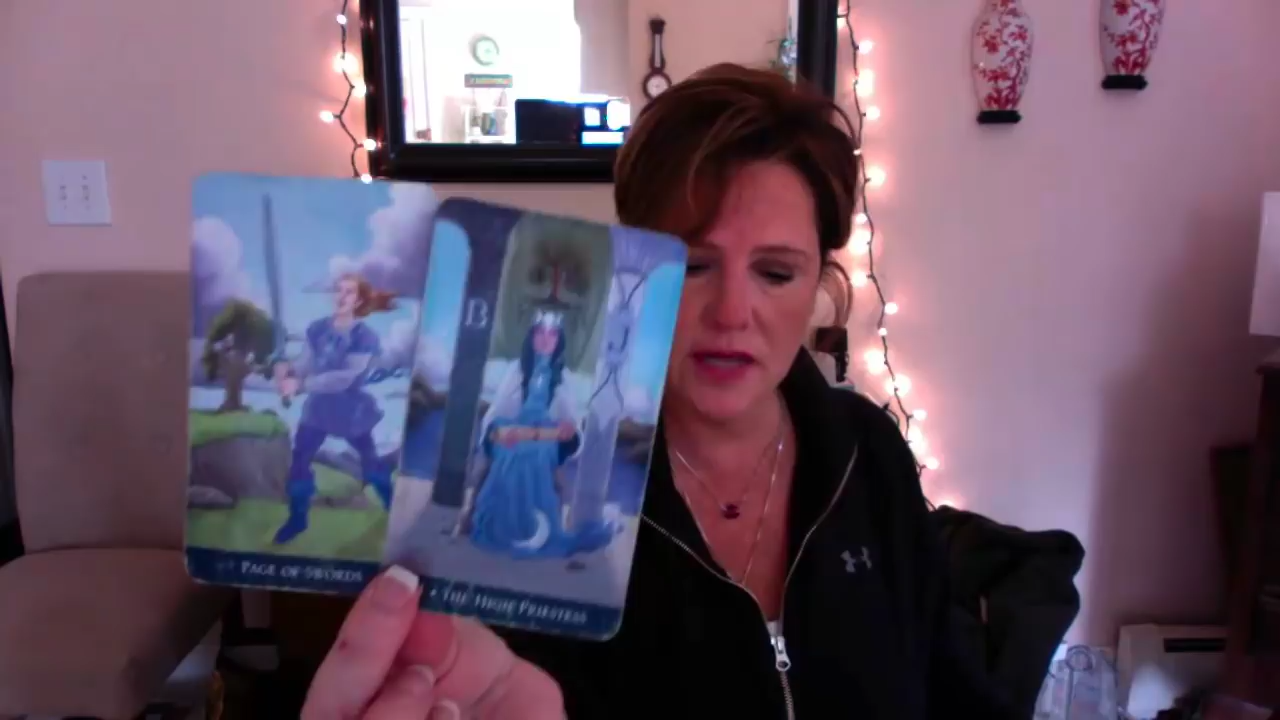 PAGE OF SWORDS
B
• THE HIGH PRIESTESS